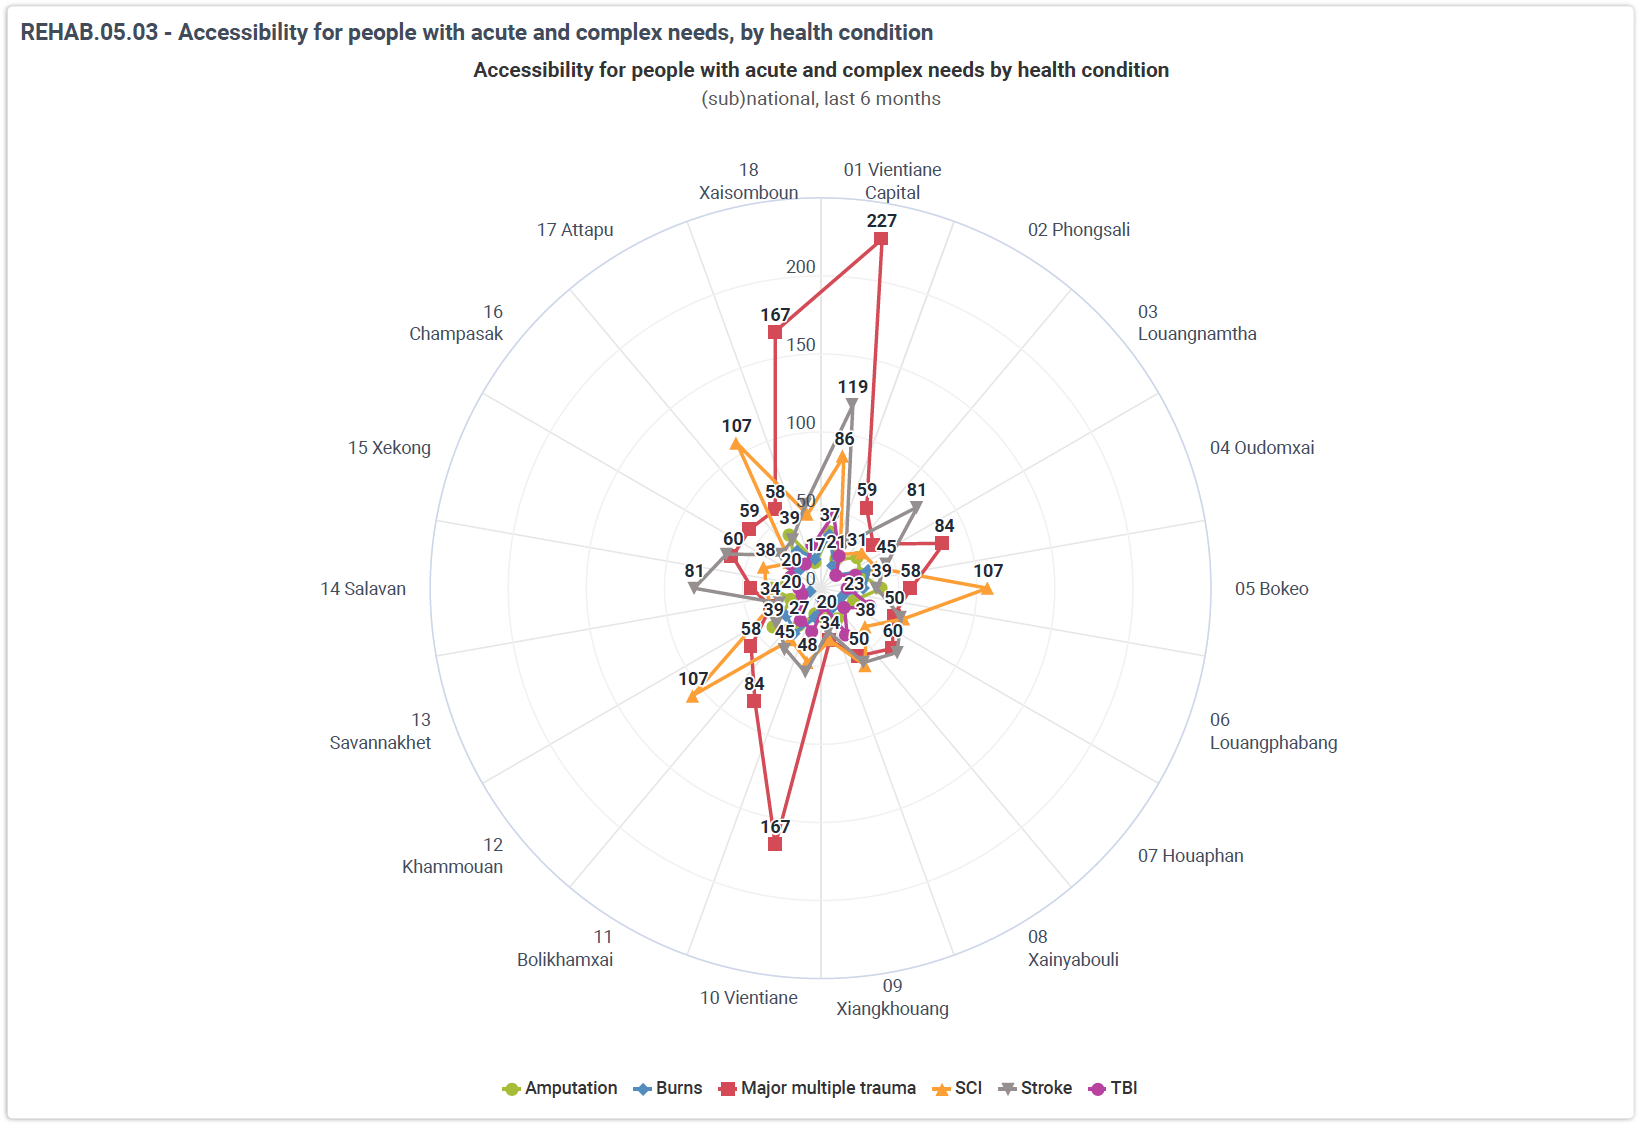 REHAB.05.03 - Accessibility for people with acute and complex needs, by health condition
Accessibility for people with acute and complex needs by health condition
(sub)national, last 6 months
18
Xaisomboun
01 Vientiane
Capital
17 Attapu
02 Phongsali
16
Champasak
03
Louangnamtha
15 Xekong
04 Oudomxai
14 Salavan
05 Bokeo
13
Savannakhet
06
Louangphabang
12
Khammouan
07 Houaphan
11
Bolikhamxai
08
Xainyabouli
10 Vientiane
09
Xiangkhouang
200
150
100
50
0
227
167
119
107
86
58
59
81
59
39
37
84
60
38
17
21
31
45
81
20
39
58
107
34
20
23
50
39
27
20
38
58
45
34
60
48
50
107
84
167
Amputation
Burns
Major multiple trauma
SCI
Stroke
TBI